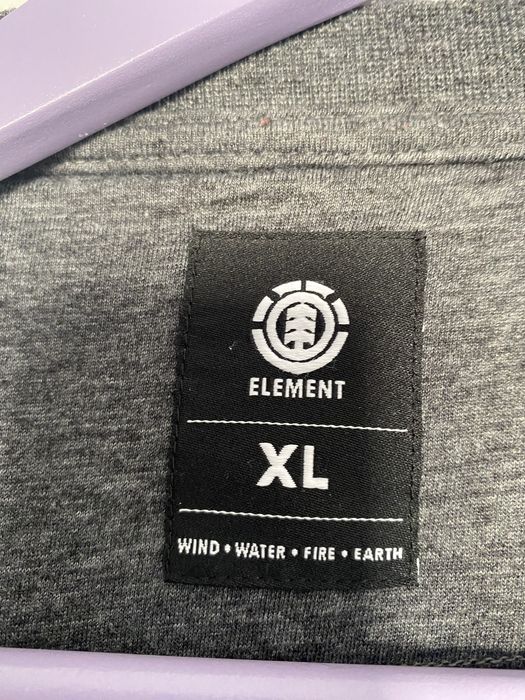 ELEMENT
XL
WIND • WATER • FIRE • EARTH